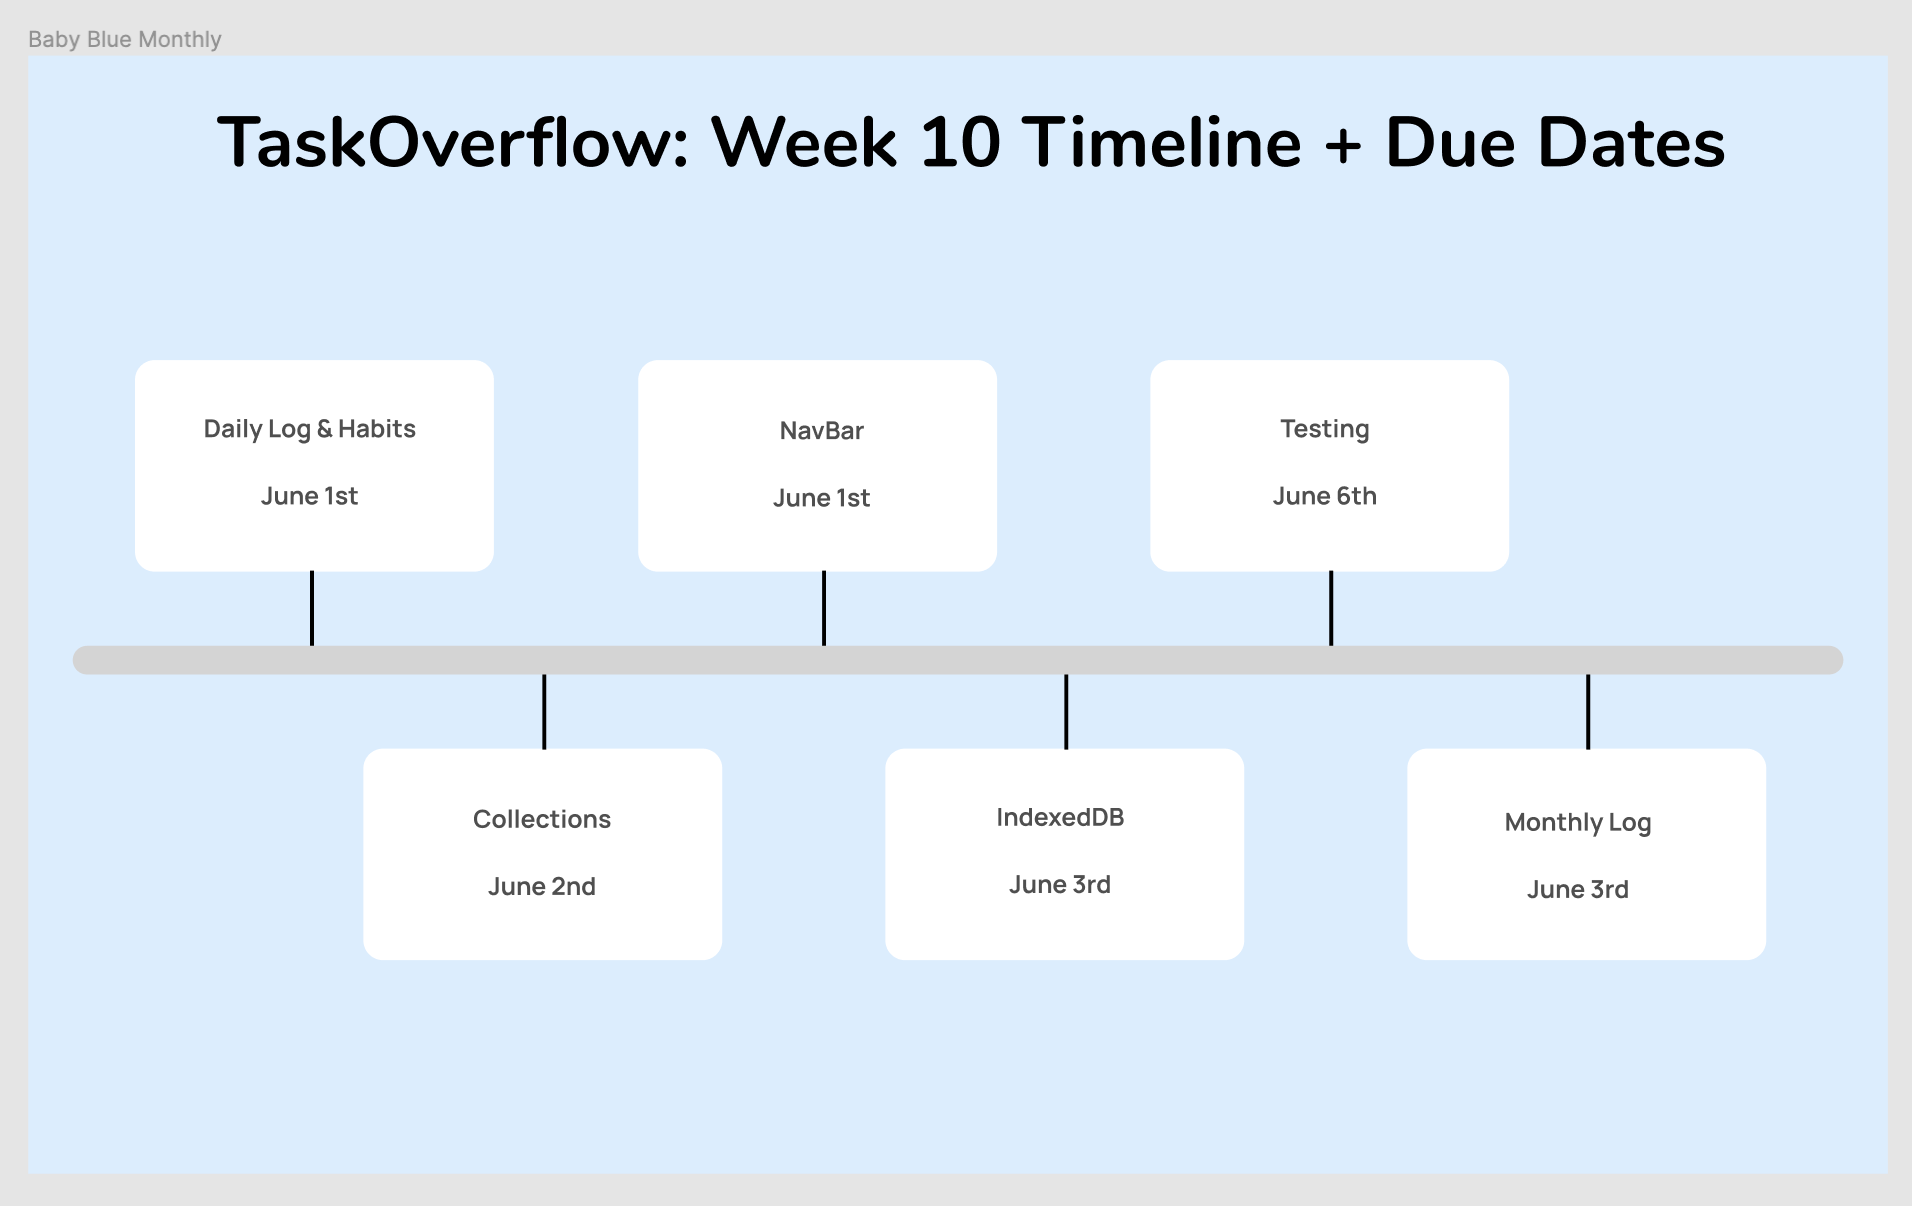 Baby Blue Monthly
TaskOverflow: Week 10 Timeline + Due Dates
Daily Log & Habits
June 1st
NavBar
June 1st
Testing
June 6th
Collections
June 2nd
IndexedDB
June 3rd
Monthly Log
June 3rd